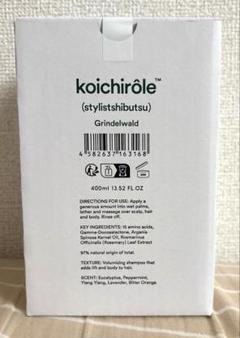 koichirôle™
(stylistshibutsu)
Grindelwald
4 582637 163168
400ml 13.52 FL.OZ
DIRECTIONS FOR USE: Apply a
generous amount into wet palms,
lather and massage over scalp, hair
and body. Rinse off.
KEY INGREDIENTS: 16 amino acids,
Gamma Docosalactone, Argania
Spinosa Kernel Oil, Rosmarinus
Officinalis (Rosemary) Leaf Extract
97% natural origin of total.
TEXTURE: Volumizing shampoo that
adds lift and body to hair.
SCENT: Eucalyptus, Peppermint,
Ylang Ylang, Lavender, Bitter Orange.